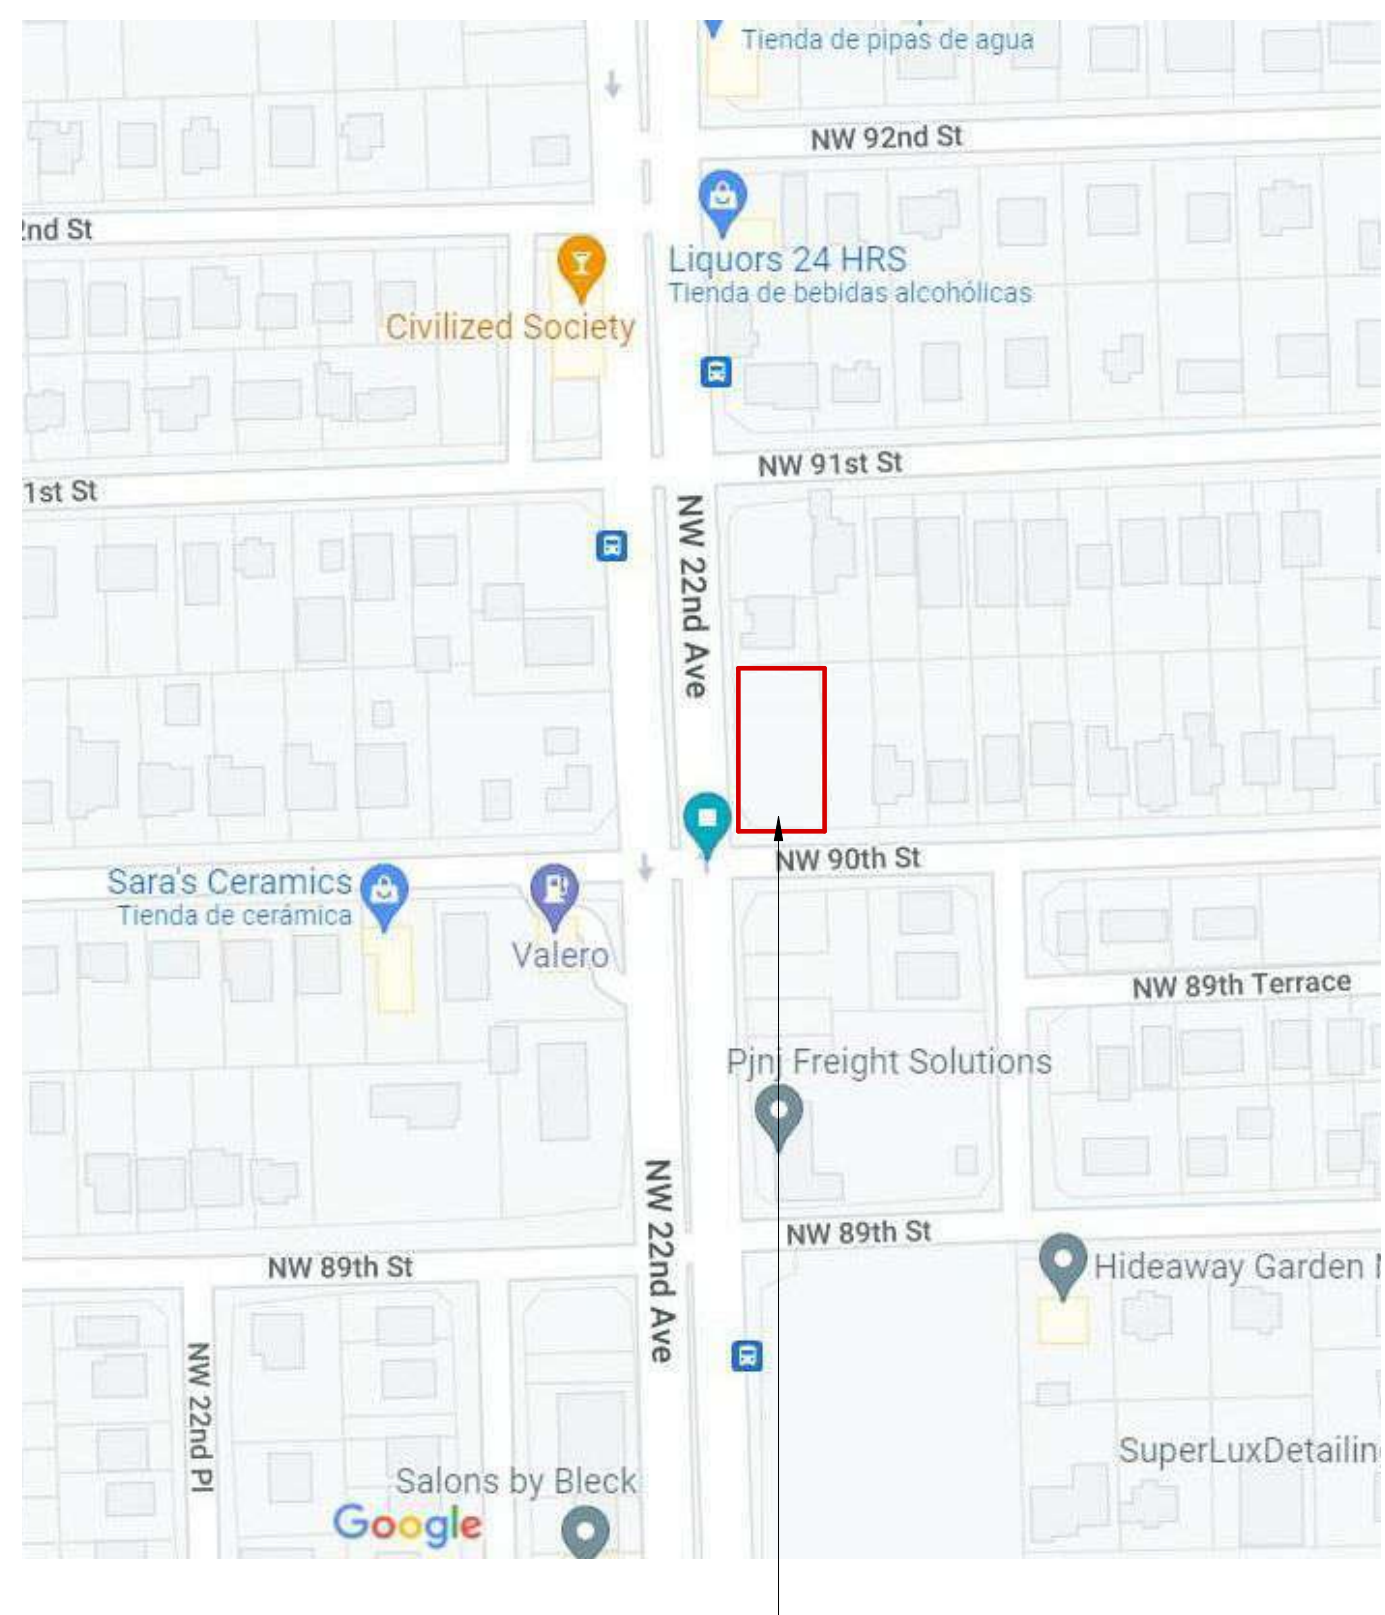 Tienda de pipas de agua
NW 92nd St
2nd St
Liquors 24 HRS
Tienda de bebidas alcohólicas
Civilized Society
NW 91st St
1st St
NW 22nd Ave
NW 90th St
Sara's Ceramics
Tienda de cerámica
Valero
NW 89th Terrace
Pjnj Freight Solutions
NW 22nd Ave
NW 89th St
NW 89th St
Hideaway Garden
NW 22nd Pl
SuperLuxDetailin
Salons by Bleck
Google